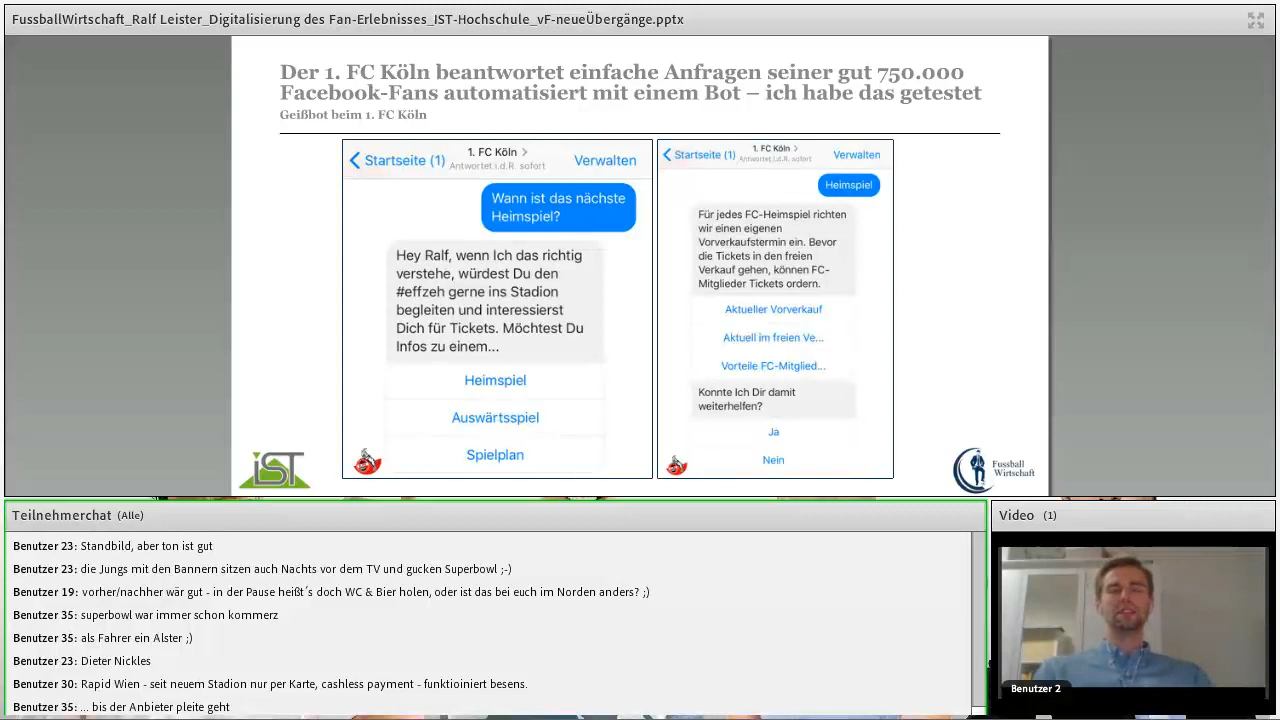 FussballWirtschaft_Ralf Leister_Digitalisierung des Fan-Erlebnisses_IST-Hochschule_vF-neueÜbergänge.pptx
Der 1. FC Köln beantwortet einfache Anfragen seiner gut 750.000
Facebook-Fans automatisiert mit einem Bot – ich habe das getestet
Geißbot beim 1. FC Köln
Startseite (1)
1. FC Köln
Antwortet i.d.R. sofort
Verwalten
Wann ist das nächste
Heimspiel?
Hey Ralf, wenn Ich das richtig
verstehe, würdest Du den
#effzeh gerne ins Stadion
begleiten und interessierst
Dich für Tickets. Möchtest Du
Infos zu einem...
Heimspiel
Auswärtsspiel
Spielplan
Startseite (1)
1. FC Köln
Antwortet i.d.R. sofort
Verwalten
Heimspiel
Für jedes FC-Heimspiel richten
wir einen eigenen
Vorverkaufstermin ein. Bevor
die Tickets in den freien
Verkauf gehen, können FC-
Mitglieder Tickets ordern.
Aktueller Vorverkauf
Aktuell im freien Ve...
Vorteile FC-Mitglied...
Konnte Ich Dir damit
weiterhelfen?
Ja
Nein
iST
Fussball
Wirtschaft
Teilnehmerchat (Alle)
Benutzer 23: Standbild, aber ton ist gut
Benutzer 23: die Jungs mit den Bannern sitzen auch Nachts vor dem TV und gucken Superbowl ;-)
Benutzer 19: vorher/nachher wär gut - in der Pause heißt´s doch WC & Bier holen, oder ist das bei euch im Norden anders? ;)
Benutzer 35: superbowl war immer schon kommerz
Benutzer 35: als Fahrer ein Alster ;)
Benutzer 23: Dieter Nickles
Benutzer 30: Rapid Wien - seit neuem Stadion nur per Karte, cashless payment - funktioiniert besens.
Benutzer 35: ... bis der Anbieter pleite geht
Video (1)
Benutzer 2